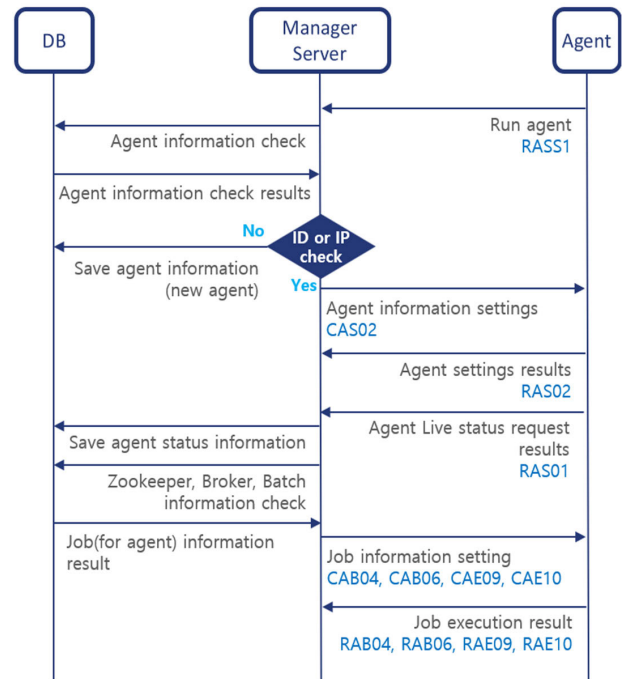 DB
Manager
Server
Agent
Run agent
RASS1
Agent information check
Agent information check results
No
ID or IP
check
Save agent information
(new agent)
Yes
Agent information settings
CAS02
Agent settings results
RAS02
Agent Live status request
results
RAS01
Save agent status information
Zookeeper, Broker, Batch
information check
Job(for agent) information
result
Job information setting
CAB04, CAB06, CAE09, CAE10
Job execution result
RAB04, RAB06, RAE09, RAE10